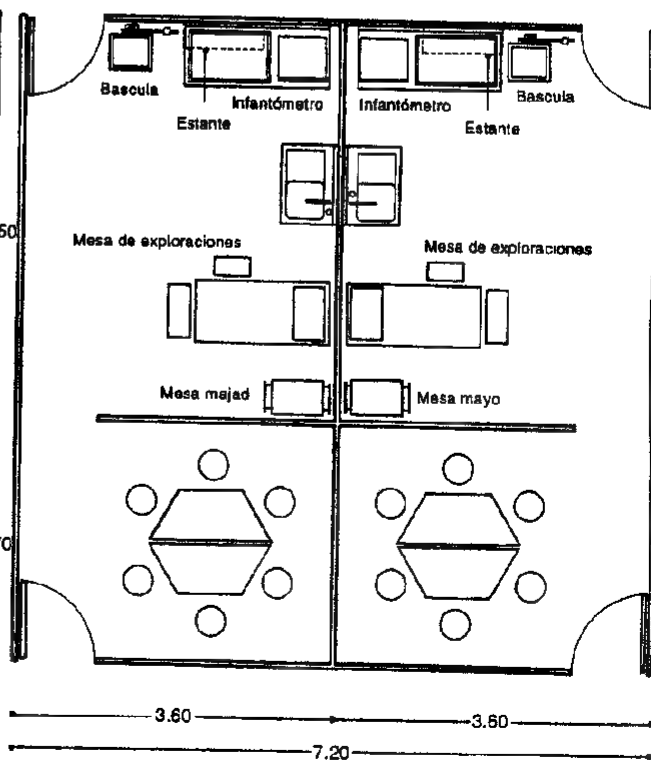 Bascula
Infantómetro
Infantómetro
Bascula
Estante
Estante
50
Mesa de exploraciones
Mesa de exploraciones
Mesa majad
Mesa mayo
3.60
3.60
7.20